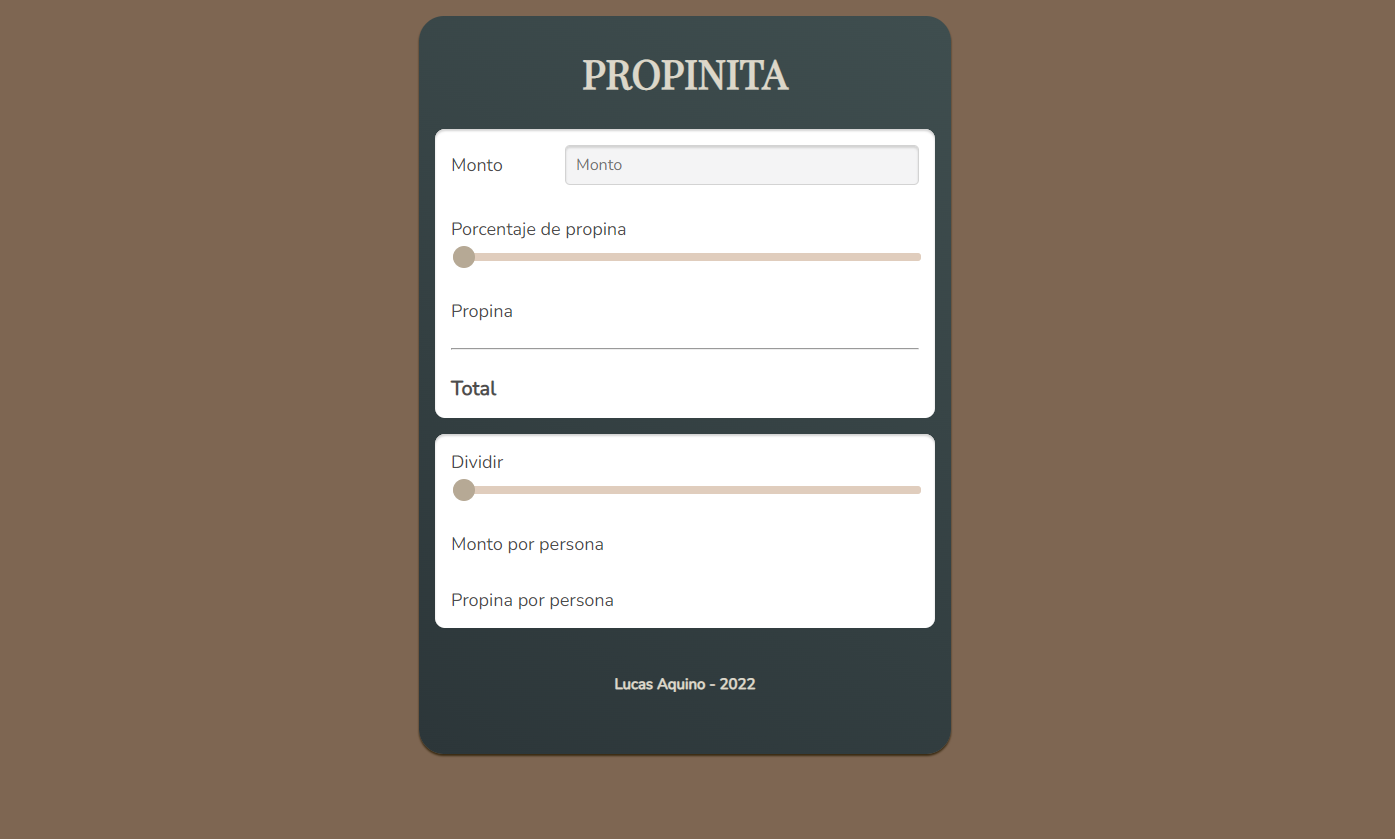 PROPINITA
Monto
Monto
Porcentaje de propina
Propina
Total
Dividir
Monto por persona
Propina por persona
Lucas Aquino - 2022